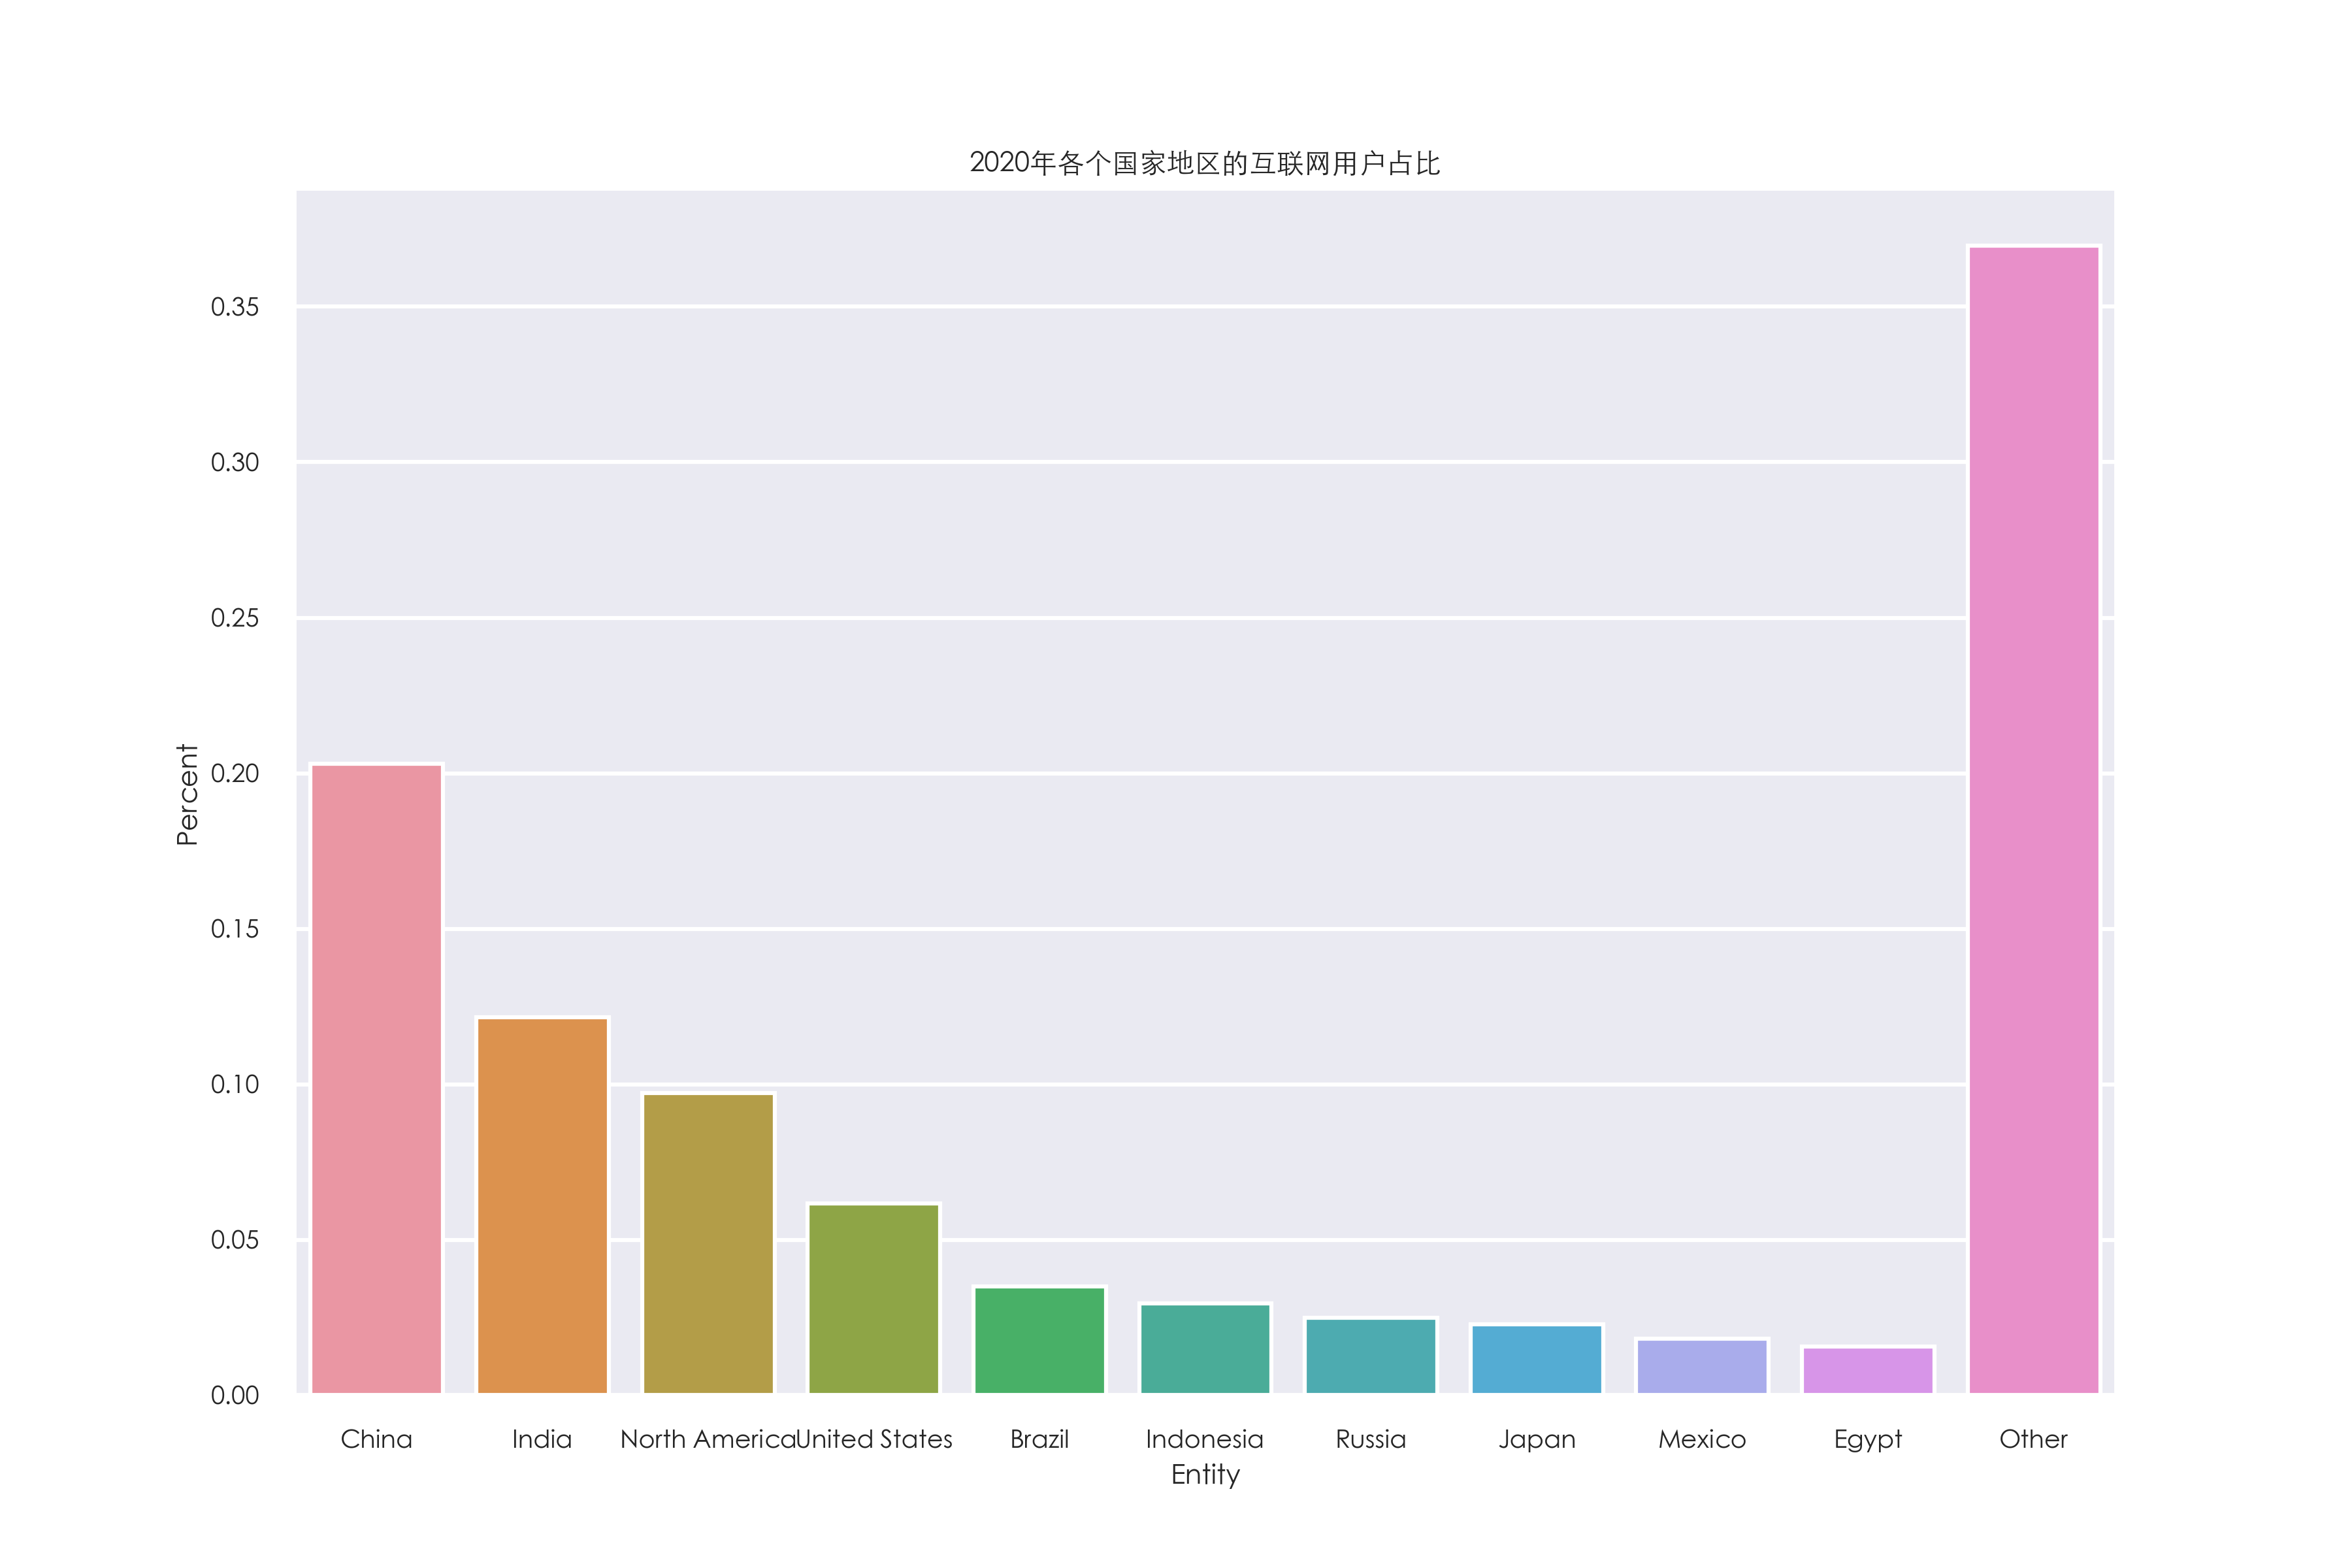 2020年各个国家地区的互联网用户占比
Percent
0.35
0.30
0.25
0.20
0.15
0.10
0.05
0.00
China India North America United States Brazil Indonesia Russia Japan Mexico Egypt Other
Entity